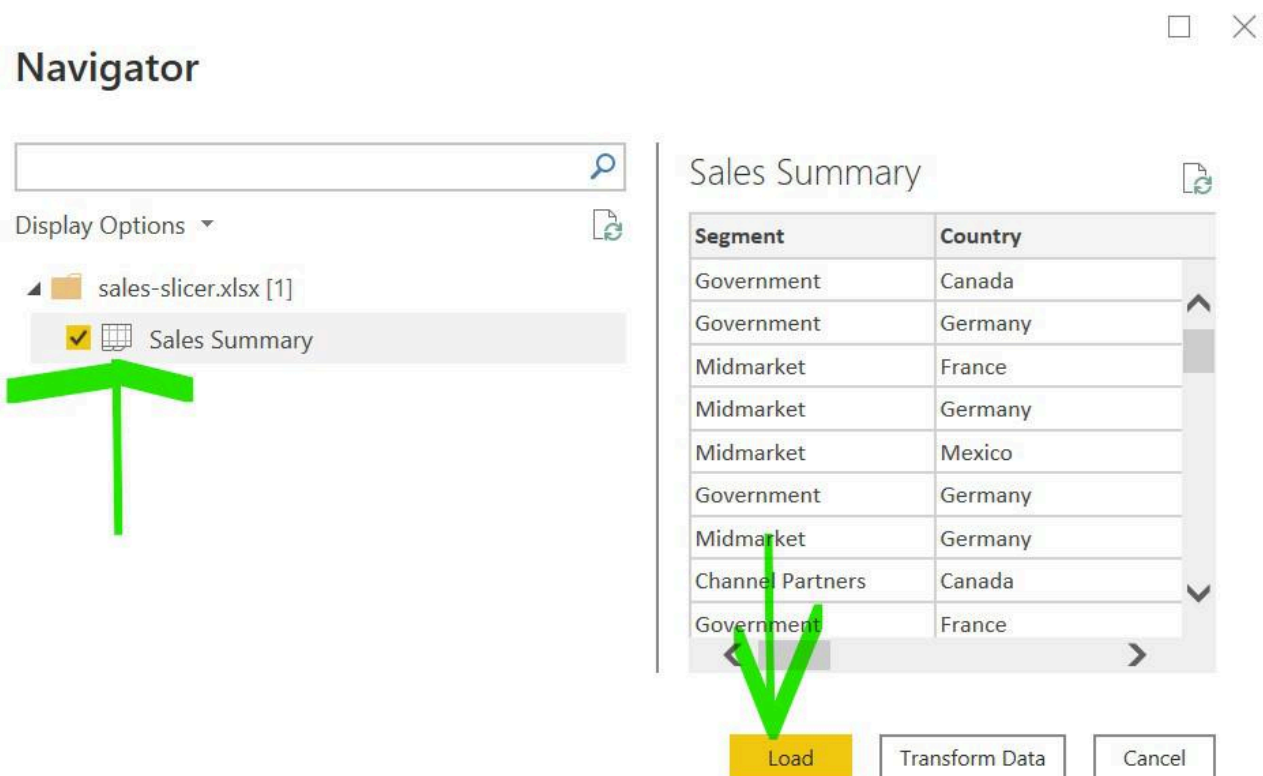 Navigator
Display Options
sales-slicer.xlsx [1]
Sales Summary
Sales Summary
Segment Country
Government Canada
Government Germany
Midmarket France
Midmarket Germany
Midmarket Mexico
Government Germany
Midmarket Germany
Channel Partners Canada
Government France
Load Transform Data Cancel